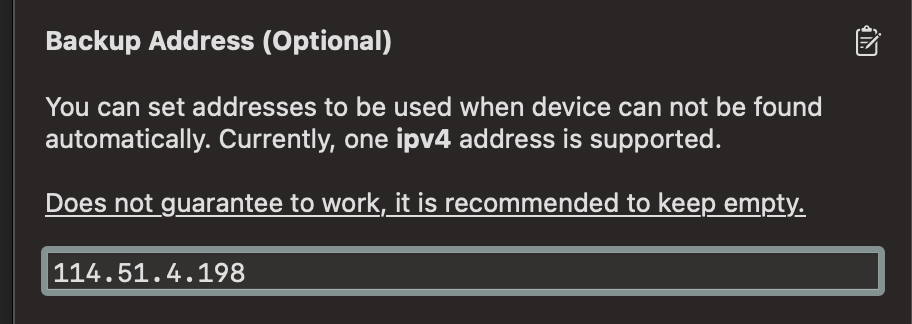 Backup Address (Optional)
You can set addresses to be used when device can not be found
automatically. Currently, one ipv4 address is supported.
Does not guarantee to work, it is recommended to keep empty.
114.51.4.198